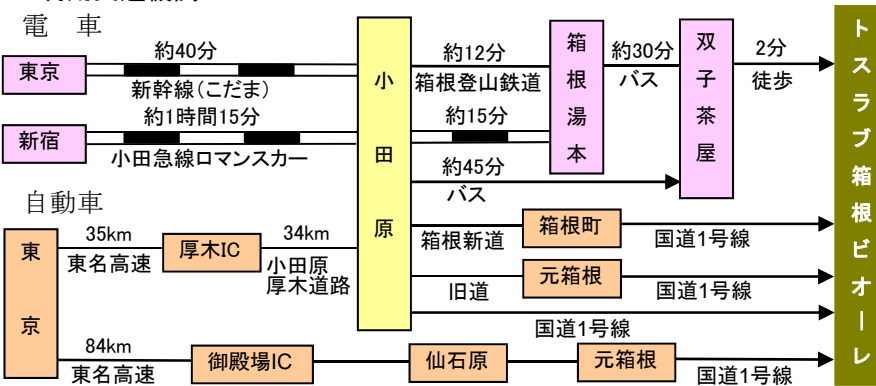 電　車
東京
約40分
新幹線(こだま)
新宿
約1時間15分
小田急線ロマンスカー
小田原
約12分
箱根登山鉄道
約15分
箱根湯本
約30分
バス
双子茶屋
2分
徒歩
約45分
バス
トスラブ箱根ビオーレ
自動車
東京
35km
東名高速
厚木IC
34km
小田原
厚木道路
箱根新道
箱根町
国道1号線
旧道
元箱根
国道1号線
国道1号線
84km
東名高速
御殿場IC
仙石原
元箱根
国道1号線